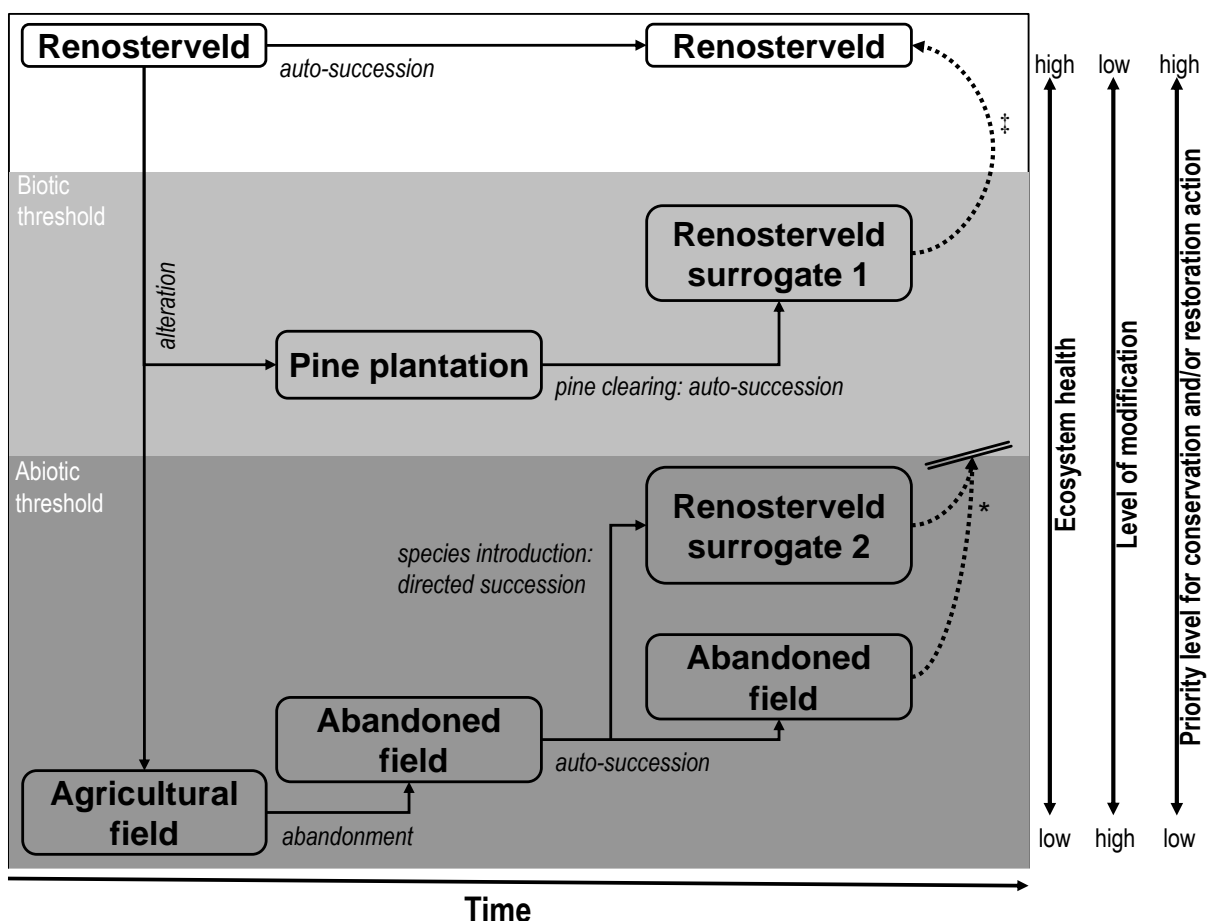 Renosterveld
Renosterveld
auto-succession
high
low
high
‡
Biotic
threshold
Renosterveld
surrogate 1
alteration
Pine plantation
pine clearing: auto-succession
Abiotic
threshold
Renosterveld
surrogate 2
*
species introduction:
directed succession
Abandoned
field
Abandoned
field
auto-succession
Agricultural
field
abandonment
Ecosystem health
Level of modification
Priority level for conservation and/or restoration action
low
high
low
Time